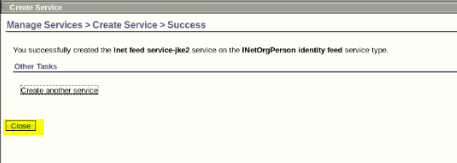 Create Service
Manage Services > Create Service > Success
You successfully created the Inet feed service-jke2 service on the INetOrgPerson identity feed service type.
Other Tasks
Create another service
Close